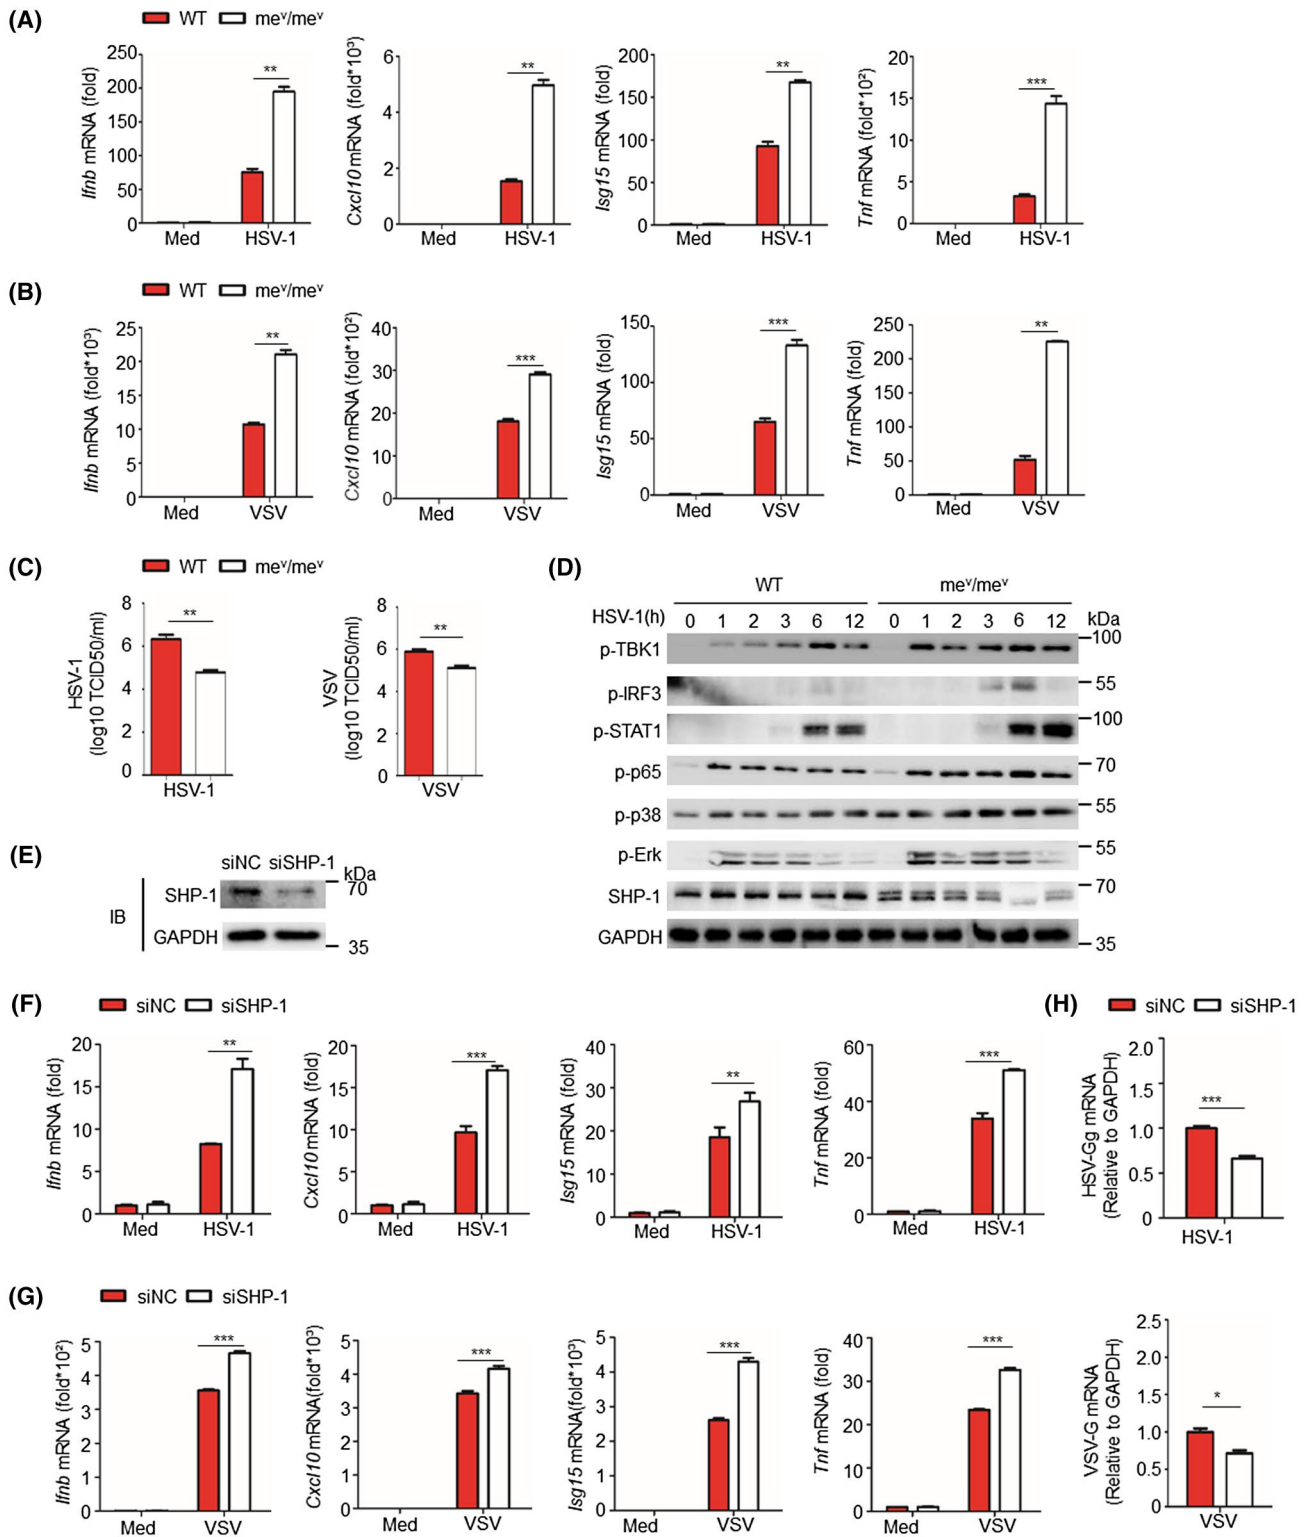 (A)
WT meᵛ/meᵛ
Ifnb mRNA (fold)
250
200
150
100
50
0
**
Med HSV-1
Cxcl10 mRNA (fold*10³)
6
4
2
0
**
Med HSV-1
Isg15 mRNA (fold)
200
150
100
50
0
**
Med HSV-1
Tnf mRNA (fold*10²)
20
15
10
5
0
***
Med HSV-1
(B)
WT meᵛ/meᵛ
Ifnb mRNA (fold*10³)
25
20
15
10
5
0
**
Med VSV
Cxcl10 mRNA (fold*10²)
40
30
20
10
0
***
Med VSV
Isg15 mRNA (fold)
150
100
50
0
***
Med VSV
Tnf mRNA (fold)
250
200
150
100
50
0
**
Med VSV
(C)
WT meᵛ/meᵛ
HSV-1
(log10 TCID50/ml)
8
6
4
2
0
**
HSV-1
VSV
(log10 TCID50/ml)
8
6
4
2
0
**
VSV
(D)
WT meᵛ/meᵛ
HSV-1(h) 0 1 2 3 6 12 0 1 2 3 6 12 kDa
p-TBK1 100
p-IRF3 55
p-STAT1 100
p-p65 70
p-p38 55
p-Erk 55
SHP-1 70
GAPDH 35
(E)
siNC siSHP-1
kDa
IB
SHP-1 70
GAPDH 35
(F)
siNC siSHP-1
Ifnb mRNA (fold)
20
15
10
5
0
**
Med HSV-1
Cxcl10 mRNA (fold)
20
15
10
5
0
***
Med HSV-1
Isg15 mRNA (fold)
40
30
20
10
0
**
Med HSV-1
Tnf mRNA (fold)
60
40
20
0
***
Med HSV-1
(H)
siNC siSHP-1
HSV-Gg mRNA
(Relative to GAPDH)
2.0
1.5
1.0
0.5
0
***
HSV-1
(G)
siNC siSHP-1
Ifnb mRNA (fold*10²)
5
4
3
2
1
0
***
Med VSV
Cxcl10 mRNA(fold*10³)
5
4
3
2
1
0
***
Med VSV
Isg15 mRNA(fold*10³)
5
4
3
2
1
0
***
Med VSV
Tnf mRNA (fold)
40
30
20
10
0
***
Med VSV
VSV-G mRNA
(Relative to GAPDH)
2.5
2.0
1.5
1.0
0.5
0
*
VSV